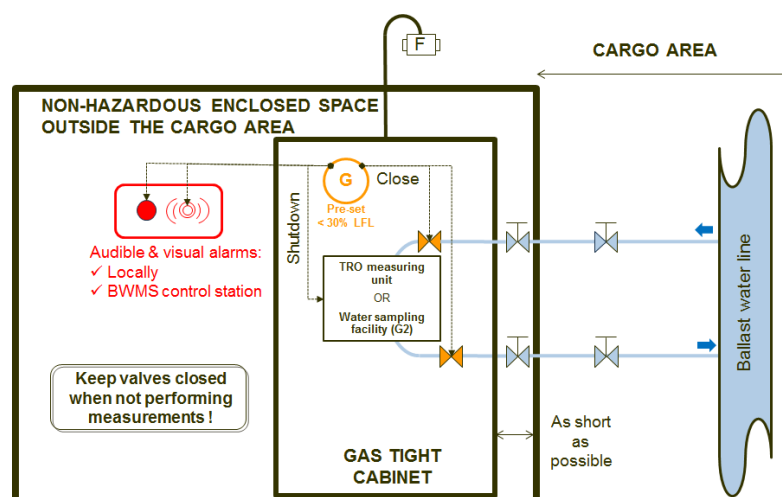 F
CARGO AREA
NON-HAZARDOUS ENCLOSED SPACE
OUTSIDE THE CARGO AREA
G
Close
Pre-set
< 30% LFL
Shutdown
Audible & visual alarms:
✓ Locally
✓ BWMS control station
TRO measuring
unit
OR
Water sampling
facility (G2)
Ballast water line
Keep valves closed
when not performing
measurements !
As short
as
possible
GAS TIGHT
CABINET